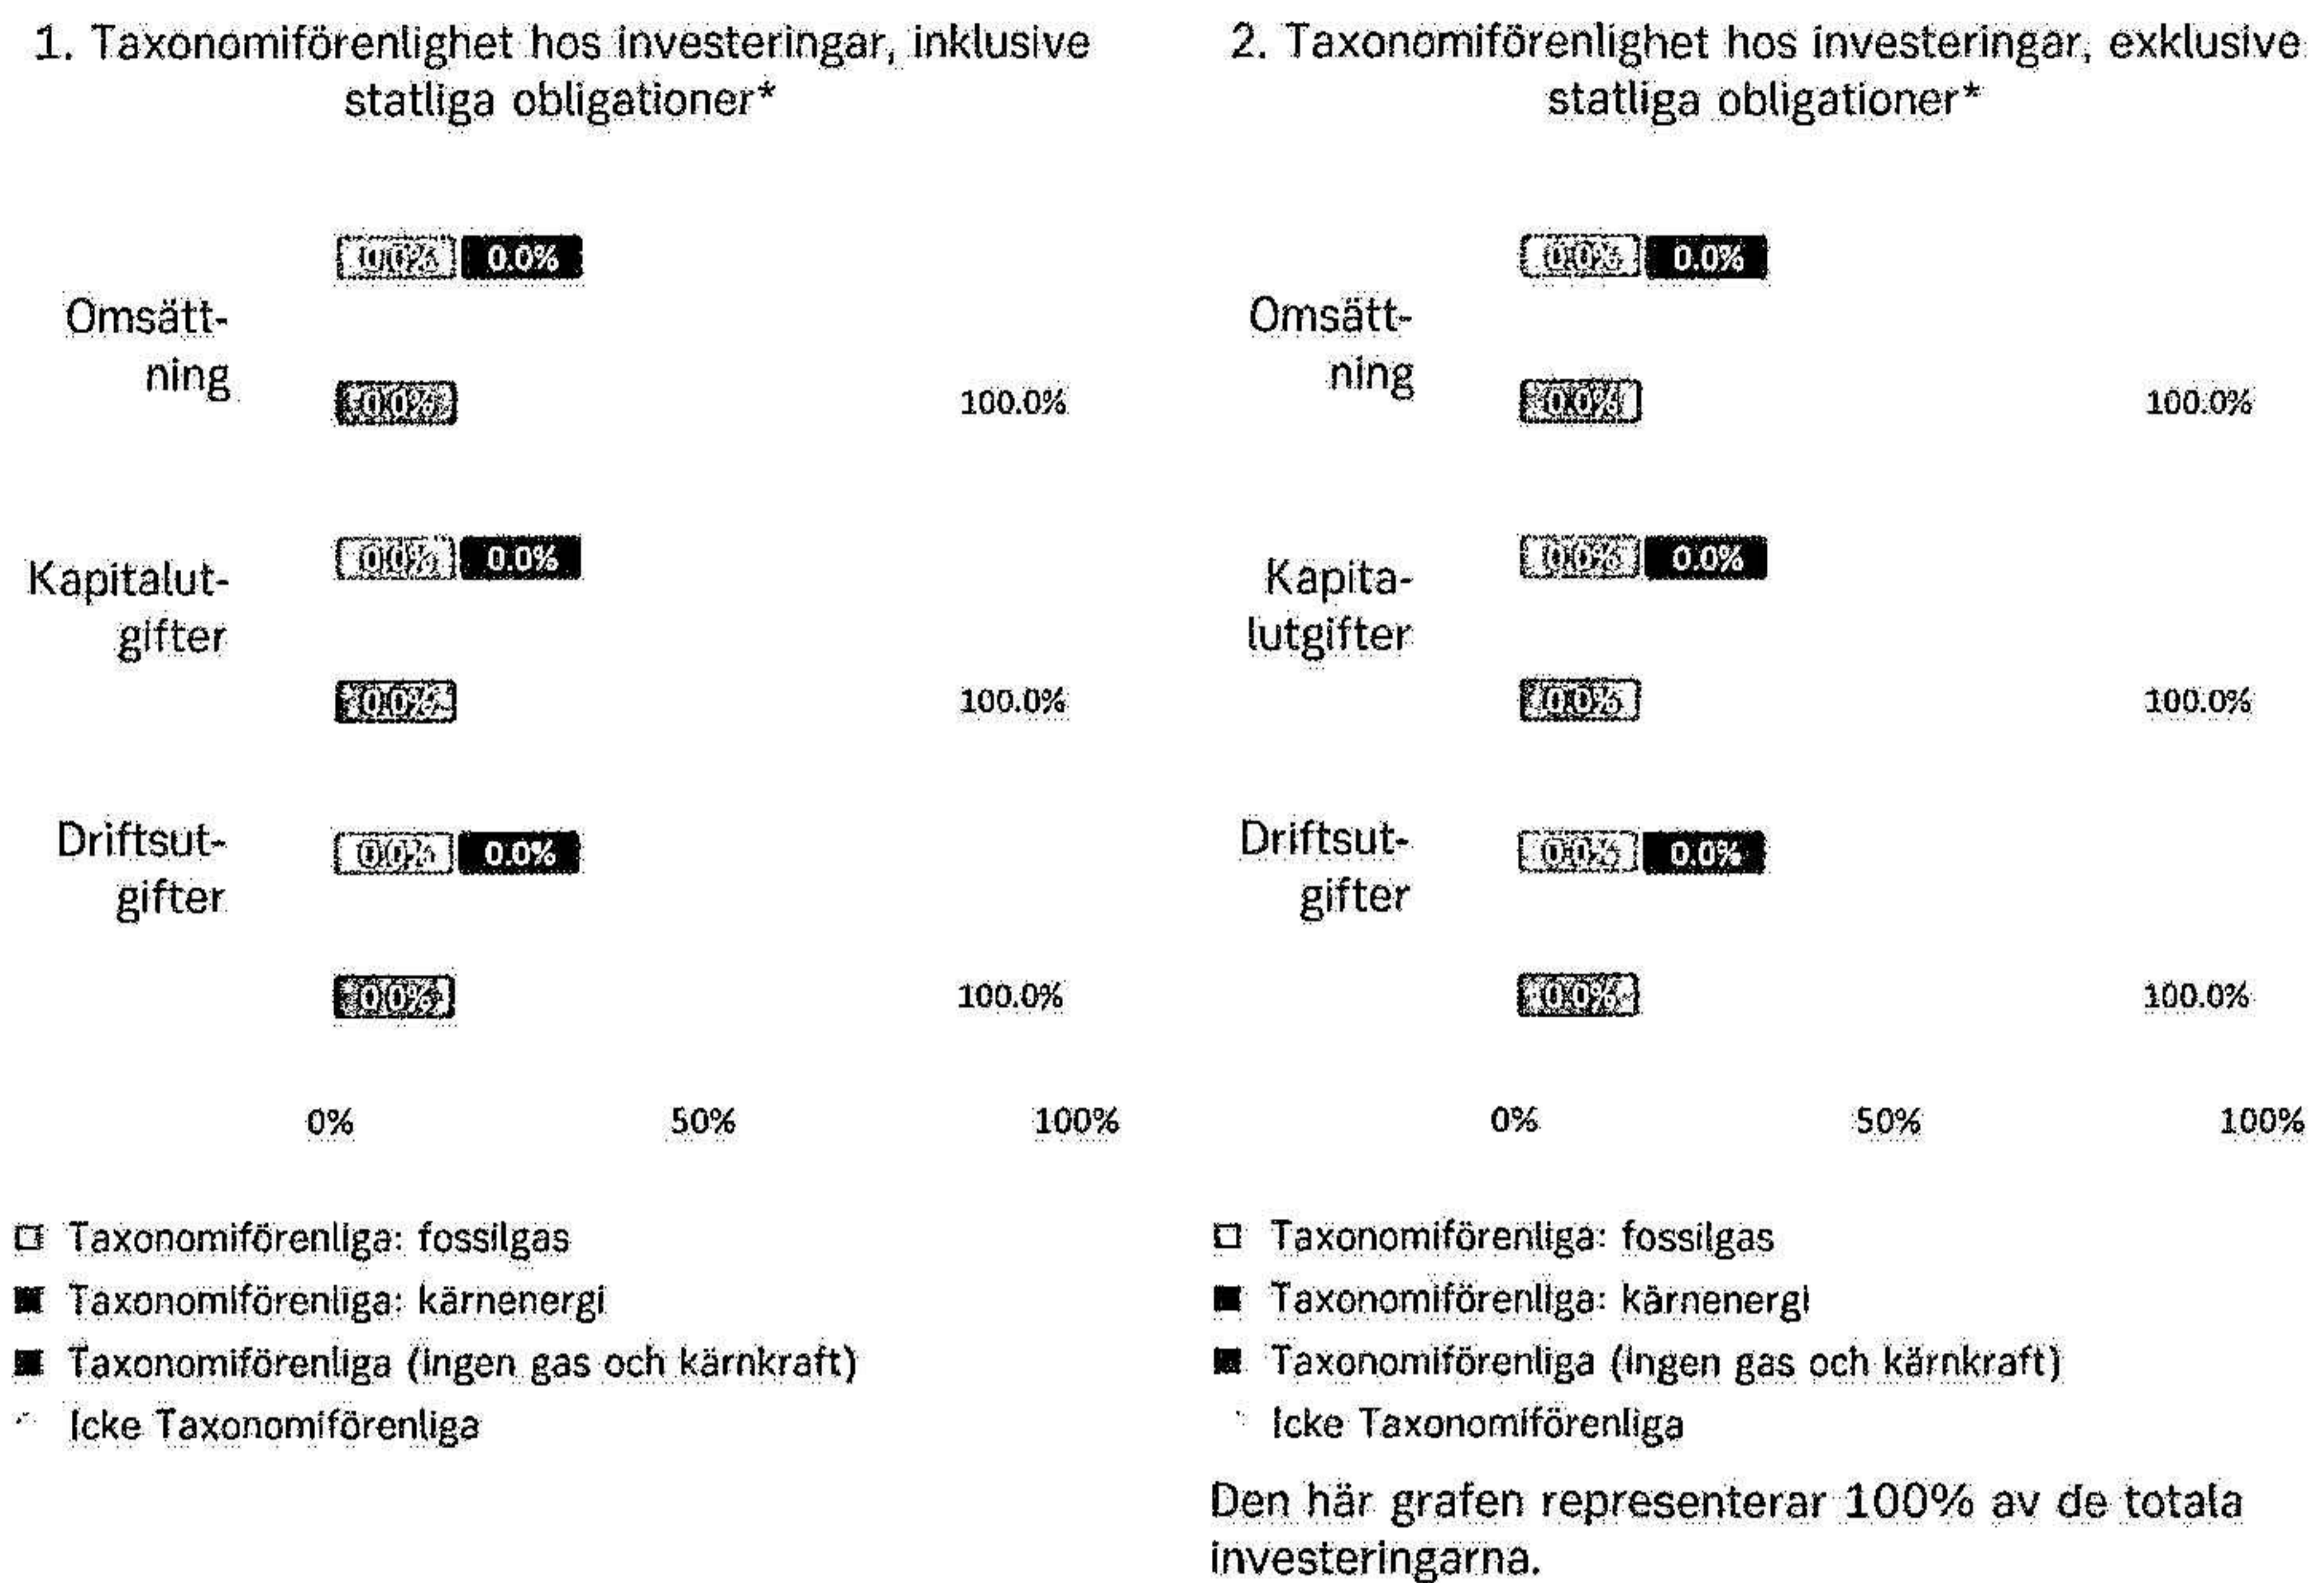 1. Taxonomiförenlighet hos investeringar, inklusive
statliga obligationer*
0.0% 0.0%
Omsätt-
ning
0.0% 100.0%
0.0% 0.0%
Kapitalut-
gifter
0.0% 100.0%
Driftsut-
gifter
0.0% 0.0%
0.0% 100.0%
0% 50% 100%
Taxonomiförenliga: fossilgas
Taxonomiförenliga: kärnenergi
Taxonomiförenliga (ingen gas och kärnkraft)
Icke Taxonomiförenliga
2. Taxonomiförenlighet hos investeringar, exklusive
statliga obligationer*
0.0% 0.0%
Omsätt-
ning
0.0% 100.0%
0.0% 0.0%
Kapita-
lutgifter
0.0% 100.0%
Driftsut-
gifter
0.0% 0.0%
0.0% 100.0%
0% 50% 100%
Taxonomiförenliga: fossilgas
Taxonomiförenliga: kärnenergi
Taxonomiförenliga (ingen gas och kärnkraft)
Icke Taxonomiförenliga
Den här grafen representerar 100% av de totala
investeringarna.